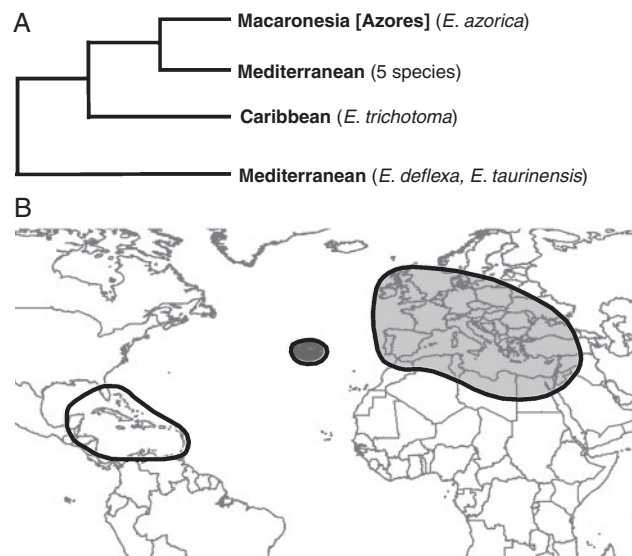 A
Macaronesia [Azores] (E. azorica)
Mediterranean (5 species)
Caribbean (E. trichotoma)
Mediterranean (E. deflexa, E. taurinensis)
B